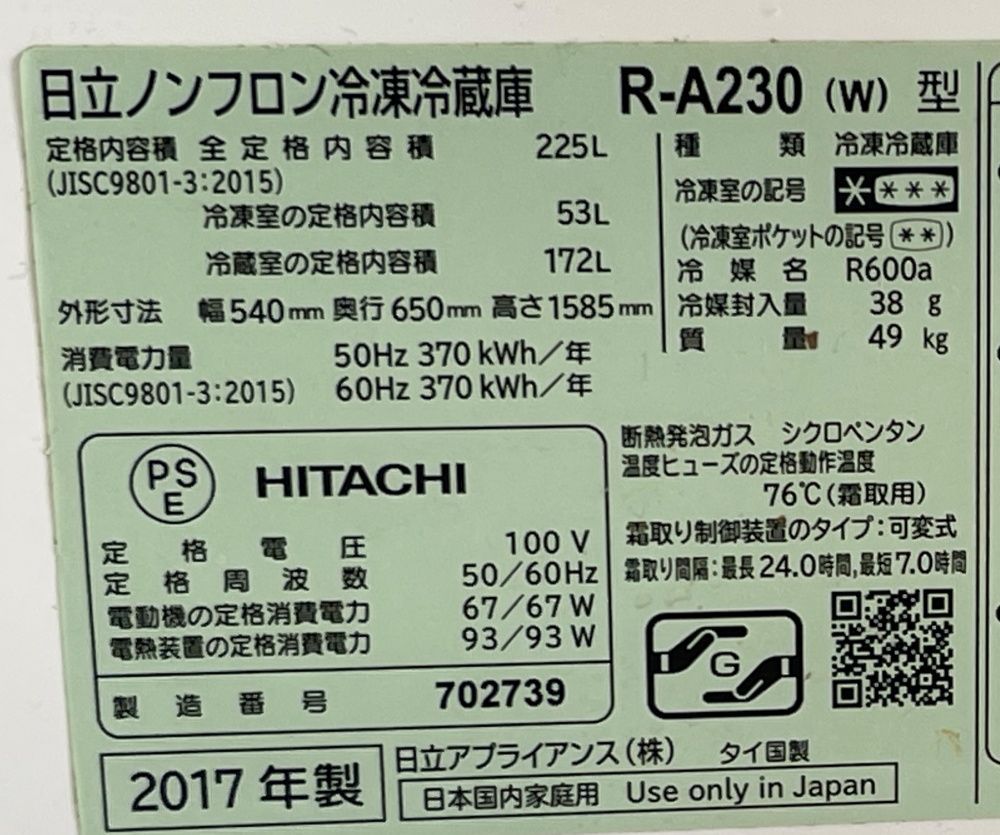 日立ノンフロン冷凍冷蔵庫 R-A230 (W) 型
定格内容積 全定格内容積 225L
(JISC9801-3:2015)
冷凍室の定格内容積 53L
冷蔵室の定格内容積 172L
外形寸法 幅540mm 奥行650mm 高さ1585mm
消費電力量 50Hz 370kWh/年
(JISC9801-3:2015) 60Hz 370kWh/年
種類 冷凍冷蔵庫
冷凍室の記号 * ***
(冷凍室ポケットの記号 **)
冷媒名 R600a
冷媒封入量 38 g
質量 49 kg
PS
E
HITACHI
定格電圧 100 V
定格周波数 50/60Hz
電動機の定格消費電力 67/67 W
電熱装置の定格消費電力 93/93 W
製造番号 702739
断熱発泡ガス シクロペンタン
温度ヒューズの定格動作温度
76℃(霜取用)
霜取り制御装置のタイプ:可変式
霜取り間隔:最長24.0時間,最短7.0時間
G
2017年製
日立アプライアンス(株) タイ国製
日本国内家庭用 Use only in Japan